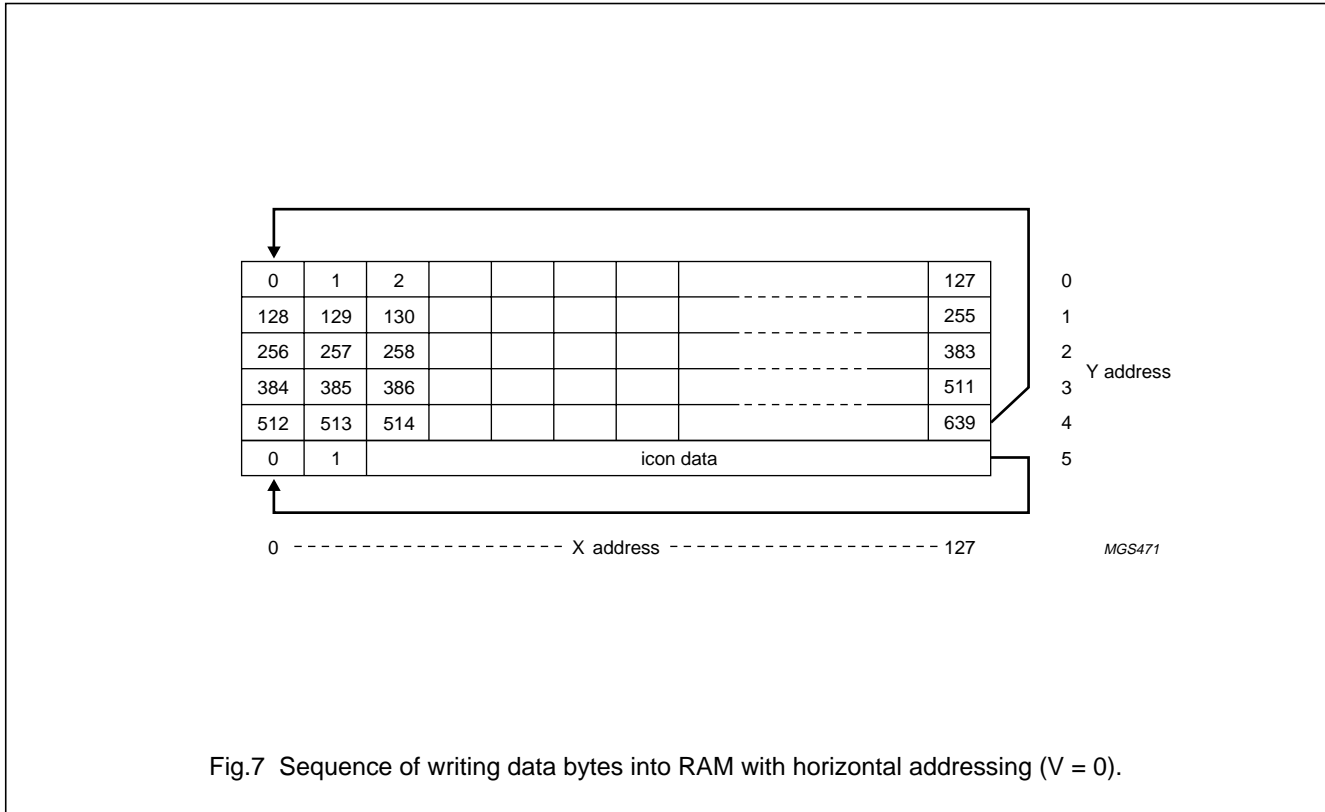 0 1 2 127 0
128 129 130 255 1
256 257 258 383 2
Y address
384 385 386 511 3
512 513 514 639 4
0 1 icon data 5
0 X address 127
MGS471
Fig.7 Sequence of writing data bytes into RAM with horizontal addressing (V = 0).